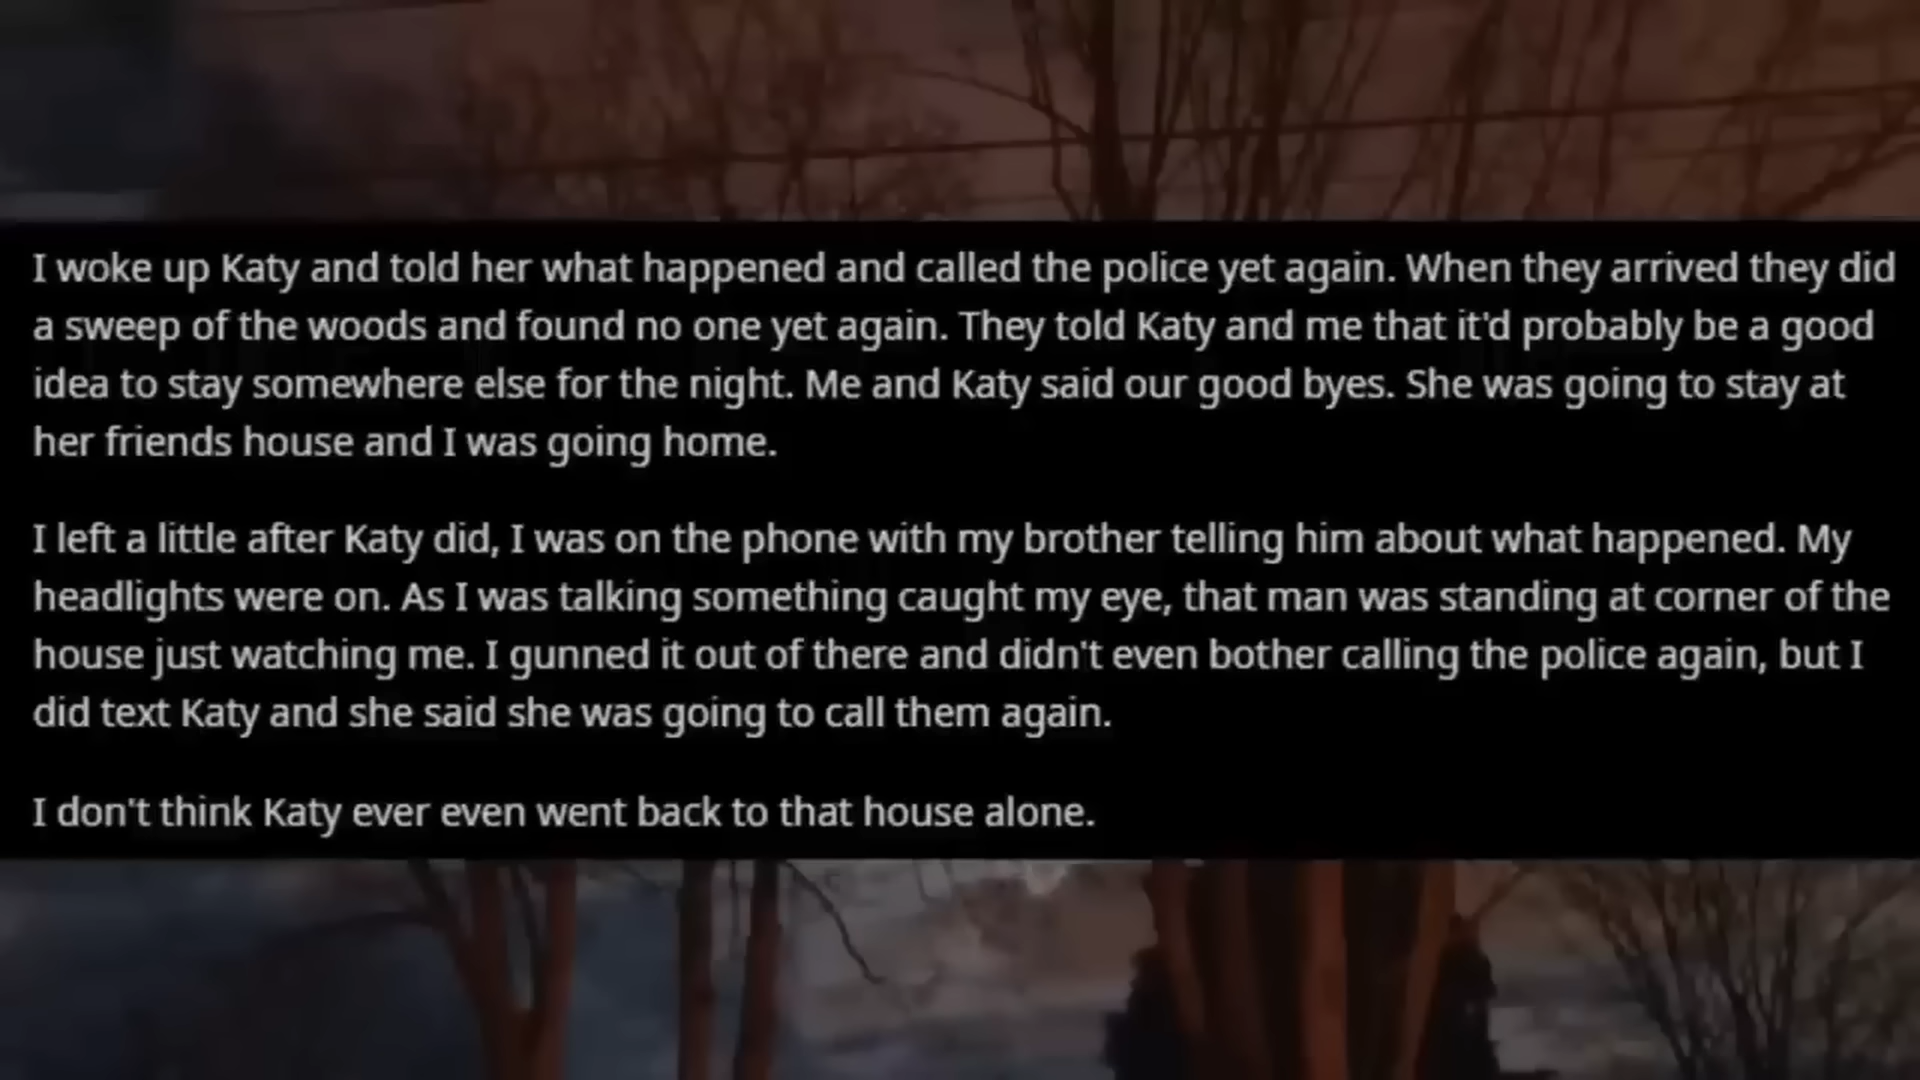 I woke up Katy and told her what happened and called the police yet again. When they arrived they did
a sweep of the woods and found no one yet again. They told Katy and me that it'd probably be a good
idea to stay somewhere else for the night. Me and Katy said our good byes. She was going to stay at
her friends house and I was going home.
I left a little after Katy did, I was on the phone with my brother telling him about what happened. My
headlights were on. As I was talking something caught my eye, that man was standing at corner of the
house just watching me. I gunned it out of there and didn't even bother calling the police again, but I
did text Katy and she said she was going to call them again.
I don't think Katy ever even went back to that house alone.